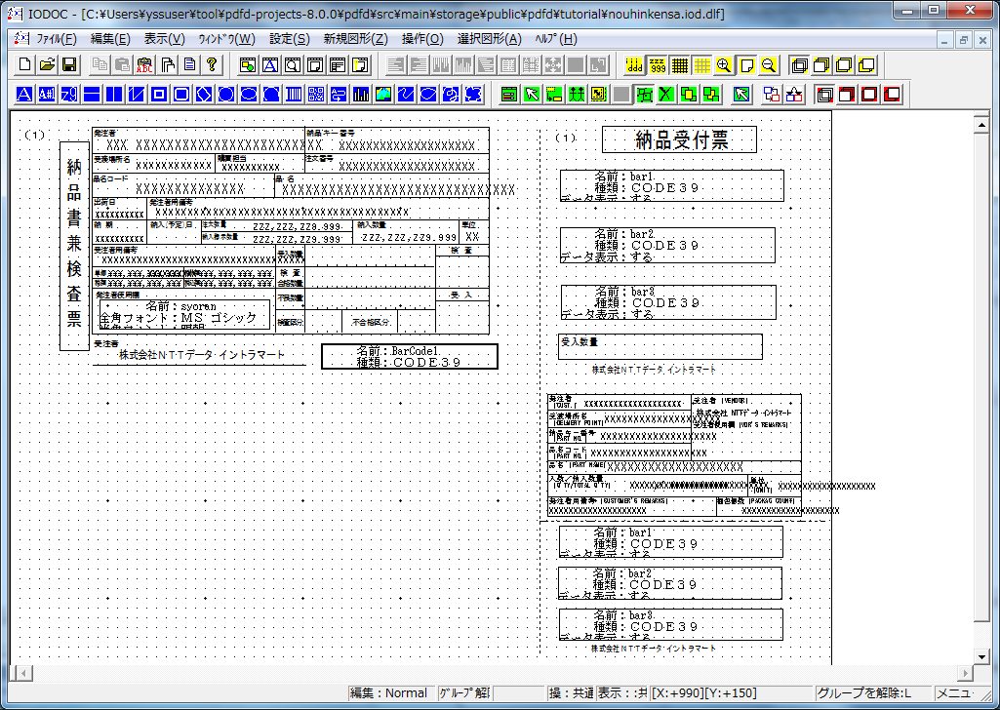 IODOC - [C:¥Users¥yssuser¥tool¥pdfd-projects-8.0.0¥pdfd¥src¥main¥storage¥public¥pdfd¥tutorial¥nouhinkensa.iod.dlf]
ﾌｧｲﾙ(F) 編集(E) 表示(V) ｳｨﾝﾄﾞｳ(W) 設定(S) 新規図形(Z) 操作(O) 選択図形(A) ﾍﾙﾌﾟ(H)
(1)
納品書兼検査票
発注者
XXX XXXXXXXXXXXXXXXXXXXXXXXX
納品キー番号
XXXXXXXXXXXXXXXXXXXX
受渡場所名
XXXXXXXXXXXX
購買担当
XXXXXXXXXX
注文番号
XXXXXXXXXXXXXXXXXXXX
品名コード
XXXXXXXXXXXXXXXXXXXX
品 名
出荷日
XXXXXXXXXX
発注者用備考
納 期
XXXXXXXXXX
納入(予定)日
注文数量
ZZZ,ZZZ,ZZ9.999
納入指示数量
ZZZ,ZZZ,ZZ9.999
納入数量
ZZZ,ZZZ,ZZ9.999
単位
XX
受注者用備考
受入数量
検 査
検 査
合格数量
発注者使用欄
名前：syoran
全角フォント：ＭＳ ゴシック
不良数量
受 入
検査区分
不合格区分
受注者
株式会社ＮＴＴデータ・イントラマート
名前：BarCode1
種類：ＣＯＤＥ３９
(1)
納品受付票
名前：bar1
種類：ＣＯＤＥ３９
データ表示：する
名前：bar2
種類：ＣＯＤＥ３９
データ表示：する
名前：bar3
種類：ＣＯＤＥ３９
データ表示：する
受入数量
株式会社ＮＴＴデータ イントラマート
発注者
(CUST.)
XXXXXXXXXXXXXXXXXXXX
受注者 (VENDOR)
株式会社 NTTデータ・イントラマート
受渡場所名
(DELIVERY POINT)
受注者使用欄 (VDR'S REMARKS)
納品キー番号
(PART NO.)
XXXXXXXXXXXXXXXXXXXX
品名コード
(PART NO.)
XXXXXXXXXXXXXXXXXXXX
品名 (PART NAME)
入数/納入数量
(Q'TY/TOTAL Q'TY)
単位
(UNIT)
XXXXXXXXXXXXXXXXXXXX
発注者用備考 (CUSTOMER'S REMARKS)
XXXXXXXXXXXXXXXXXXXX
梱包個数 (PACKAG COUNT)
XXXXXXXXXXXXXXXXXXXX
名前：bar1
種類：ＣＯＤＥ３９
データ表示：する
名前：bar2
種類：ＣＯＤＥ３９
データ表示：する
名前：bar3
種類：ＣＯＤＥ３９
データ表示：する
株式会社ＮＴＴデータ・イントラマート
編集：Normal ｸﾞﾙｰﾌﾟ解 操：共通 表示：:共 [X:+990][Y:+150] グループを解除:L メニュー